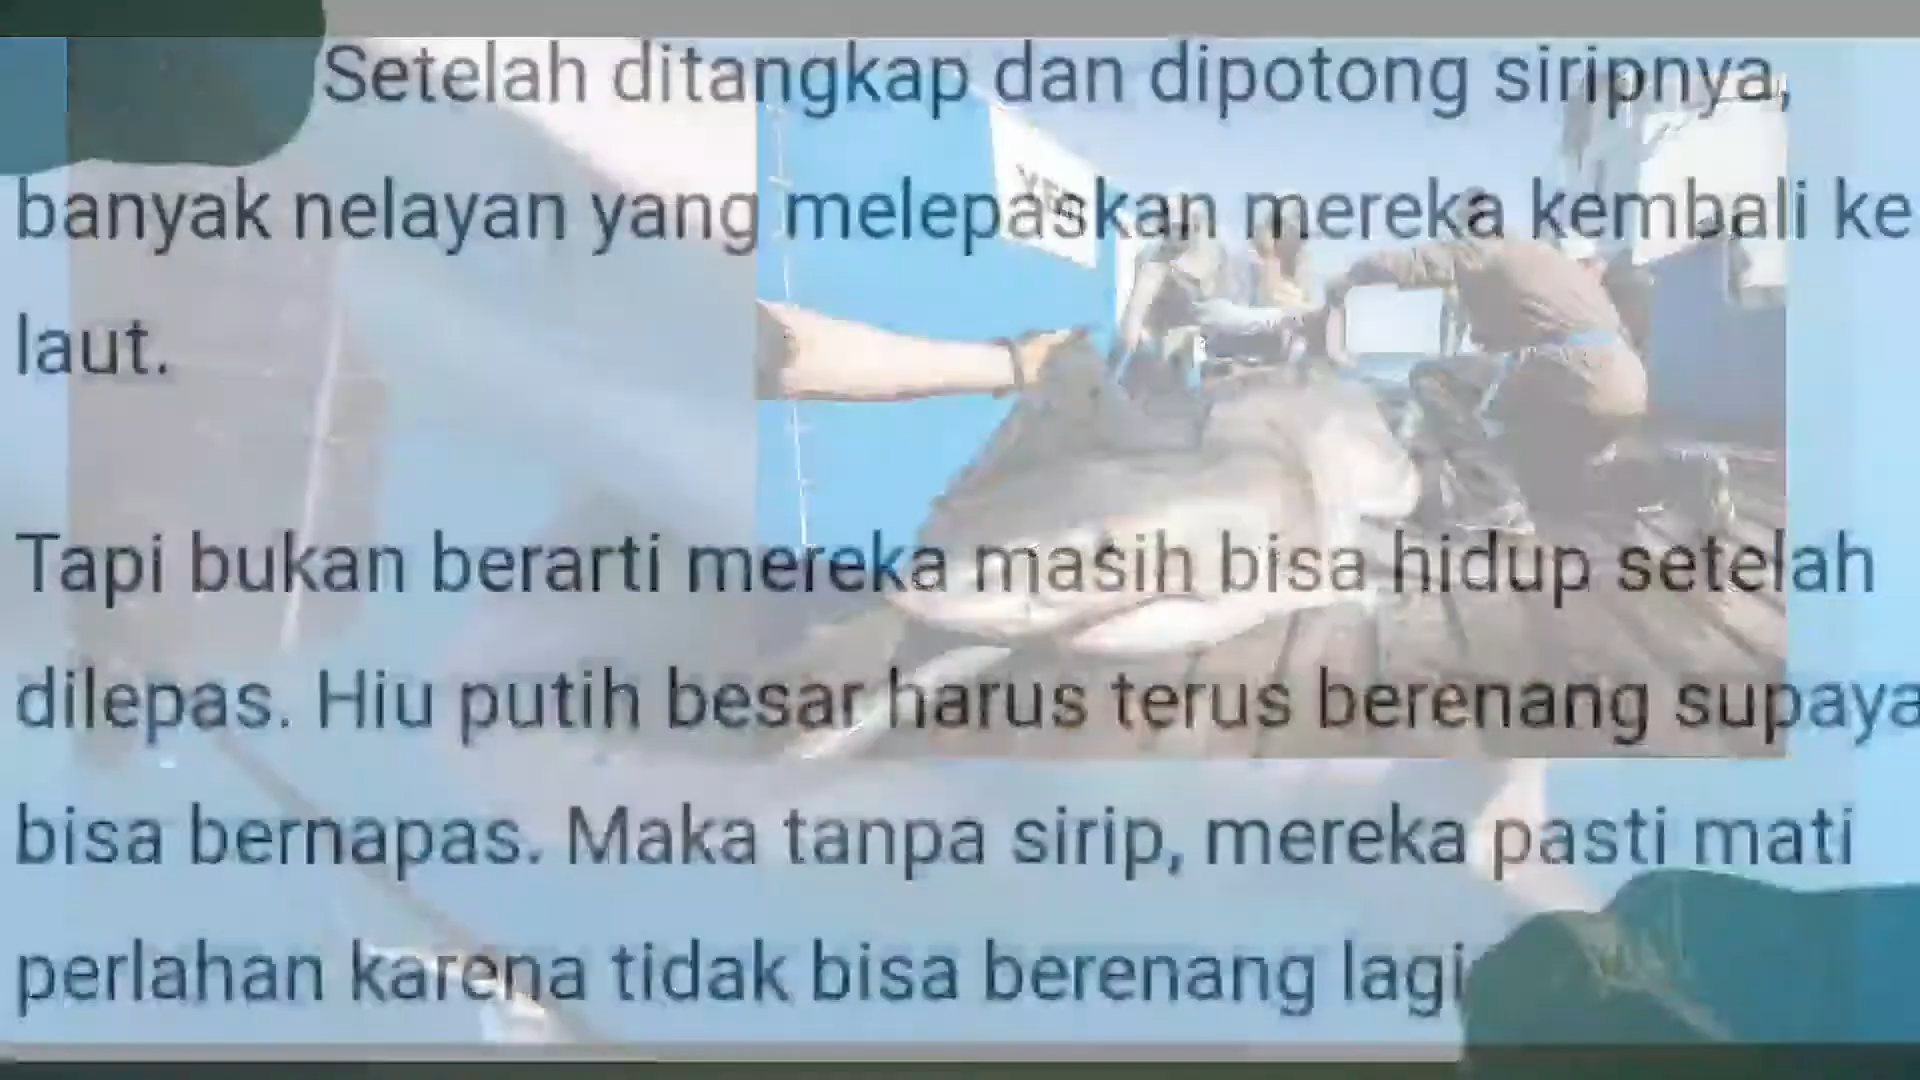 Setelah ditangkap dan dipotong siripnya,
banyak nelayan yang melepaskan mereka kembali ke
laut.
Tapi bukan berarti mereka masih bisa hidup setelah
dilepas. Hiu putih besar harus terus berenang supaya
bisa bernapas. Maka tanpa sirip, mereka pasti mati
perlahan karena tidak bisa berenang lagi